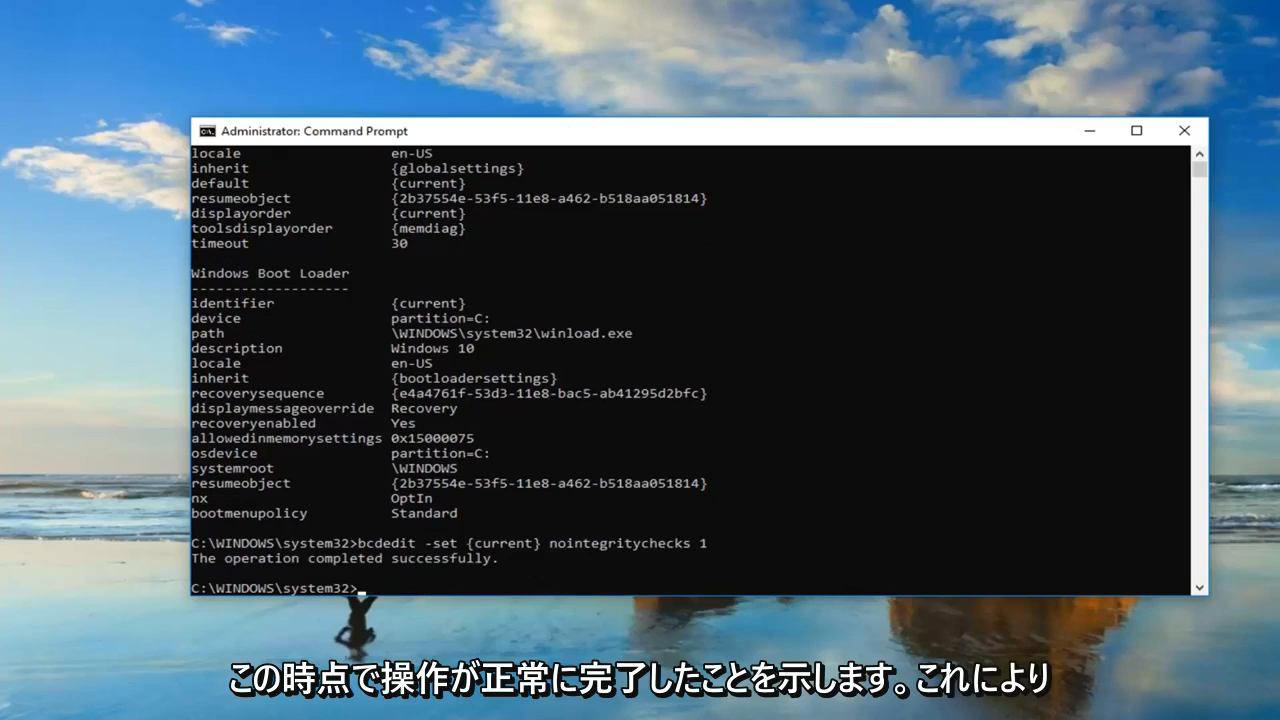 Administrator: Command Prompt
locale en-US
inherit {globalsettings}
default {current}
resumeobject {2b37554e-53f5-11e8-a462-b518aa051814}
displayorder {current}
toolsdisplayorder {memdiag}
timeout 30
Windows Boot Loader
-------------------
identifier {current}
device partition=C:
path \WINDOWS\system32\winload.exe
description Windows 10
locale en-US
inherit {bootloadersettings}
recoverysequence {e4a4761f-53d3-11e8-bac5-ab41295d2bfc}
displaymessageoverride Recovery
recoveryenabled Yes
allowedinmemorysettings 0x15000075
osdevice partition=C:
systemroot \WINDOWS
resumeobject {2b37554e-53f5-11e8-a462-b518aa051814}
nx OptIn
bootmenupolicy Standard
C:\WINDOWS\system32>bcdedit -set {current} nointegritychecks 1
The operation completed successfully.
C:\WINDOWS\system32>
この時点で操作が正常に完了したことを示します。これにより